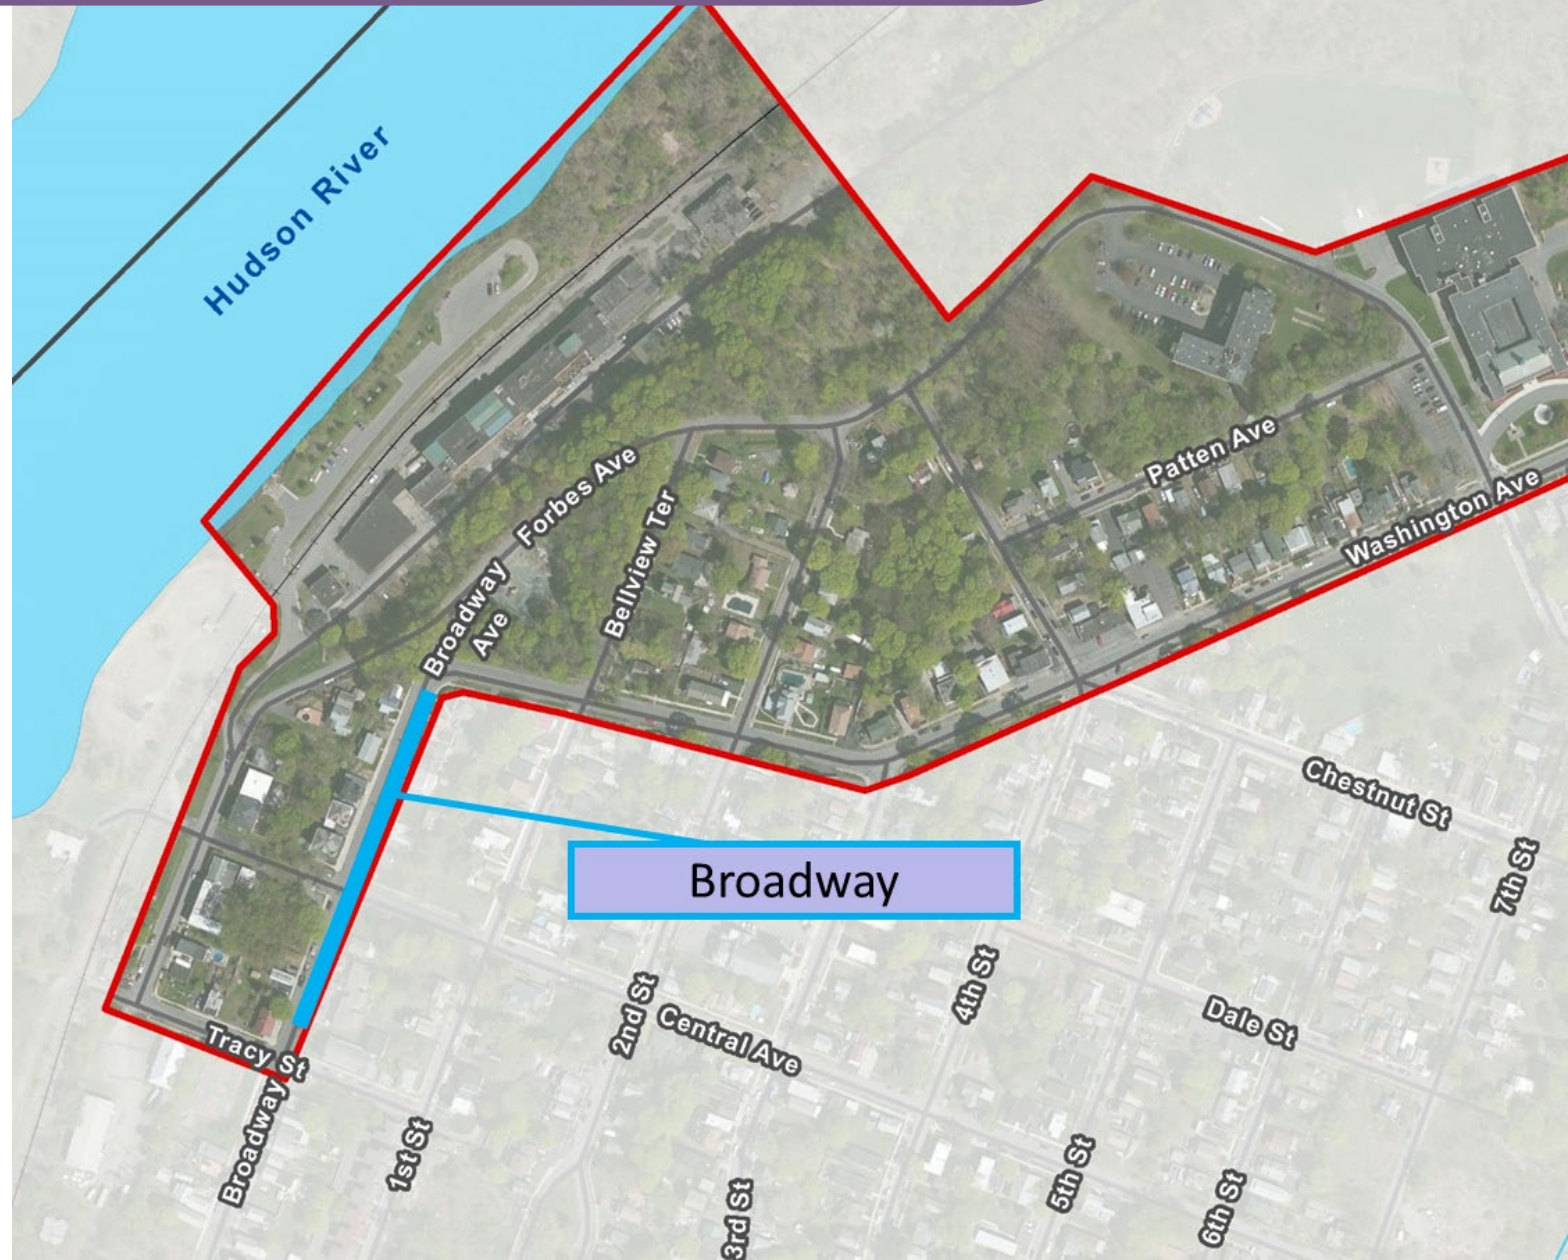 Hudson River
Patten Ave
Forbes Ave
Washington Ave
Bellview Ter
Broadway
Ave
Chestnut St
Broadway
7th St
4th St
2nd St
Dale St
Central Ave
Tracy St
Broadway
1st St
5th St
6th St
3rd St